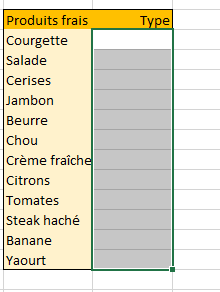 Produits frais Type
Courgette
Salade
Cerises
Jambon
Beurre
Chou
Crème fraîche
Citrons
Tomates
Steak haché
Banane
Yaourt